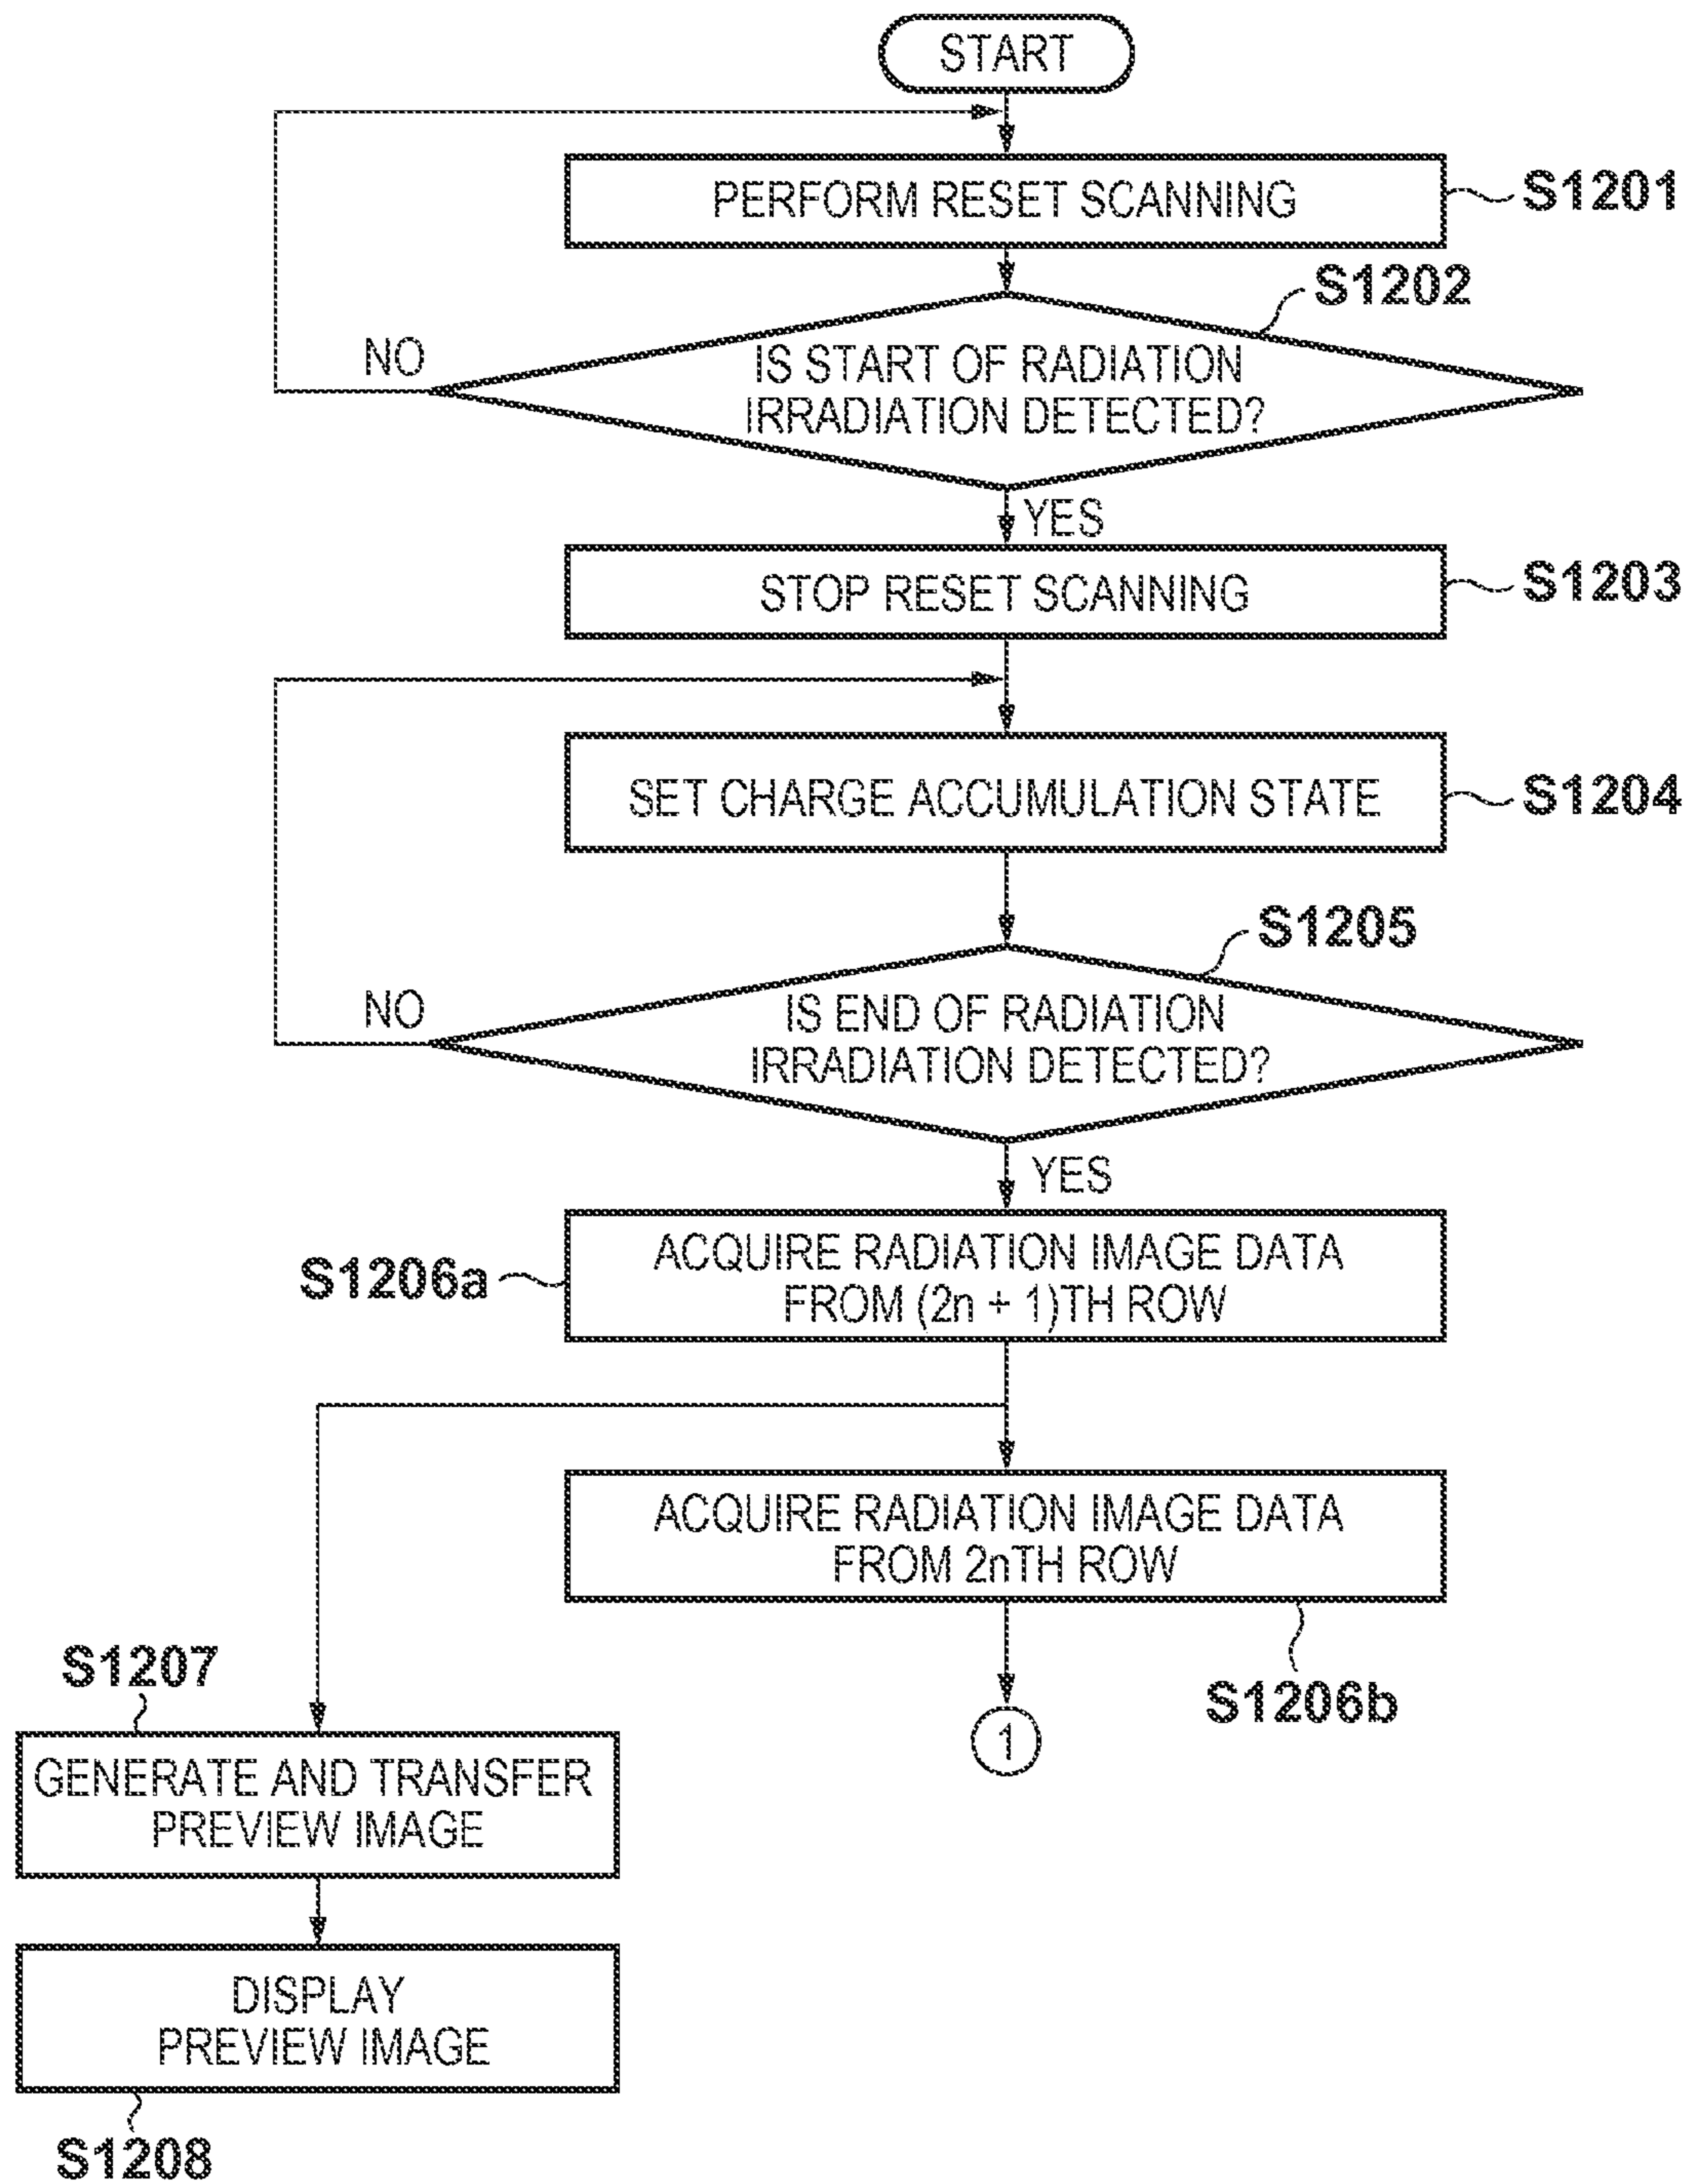 START
PERFORM RESET SCANNING
S1201
S1202
NO
IS START OF RADIATION
IRRADIATION DETECTED?
YES
STOP RESET SCANNING
S1203
SET CHARGE ACCUMULATION STATE
S1204
S1205
NO
IS END OF RADIATION
IRRADIATION DETECTED?
YES
S1206a
ACQUIRE RADIATION IMAGE DATA
FROM (2n + 1)TH ROW
ACQUIRE RADIATION IMAGE DATA
FROM 2nTH ROW
S1206b
1
S1207
GENERATE AND TRANSFER
PREVIEW IMAGE
DISPLAY
PREVIEW IMAGE
S1208